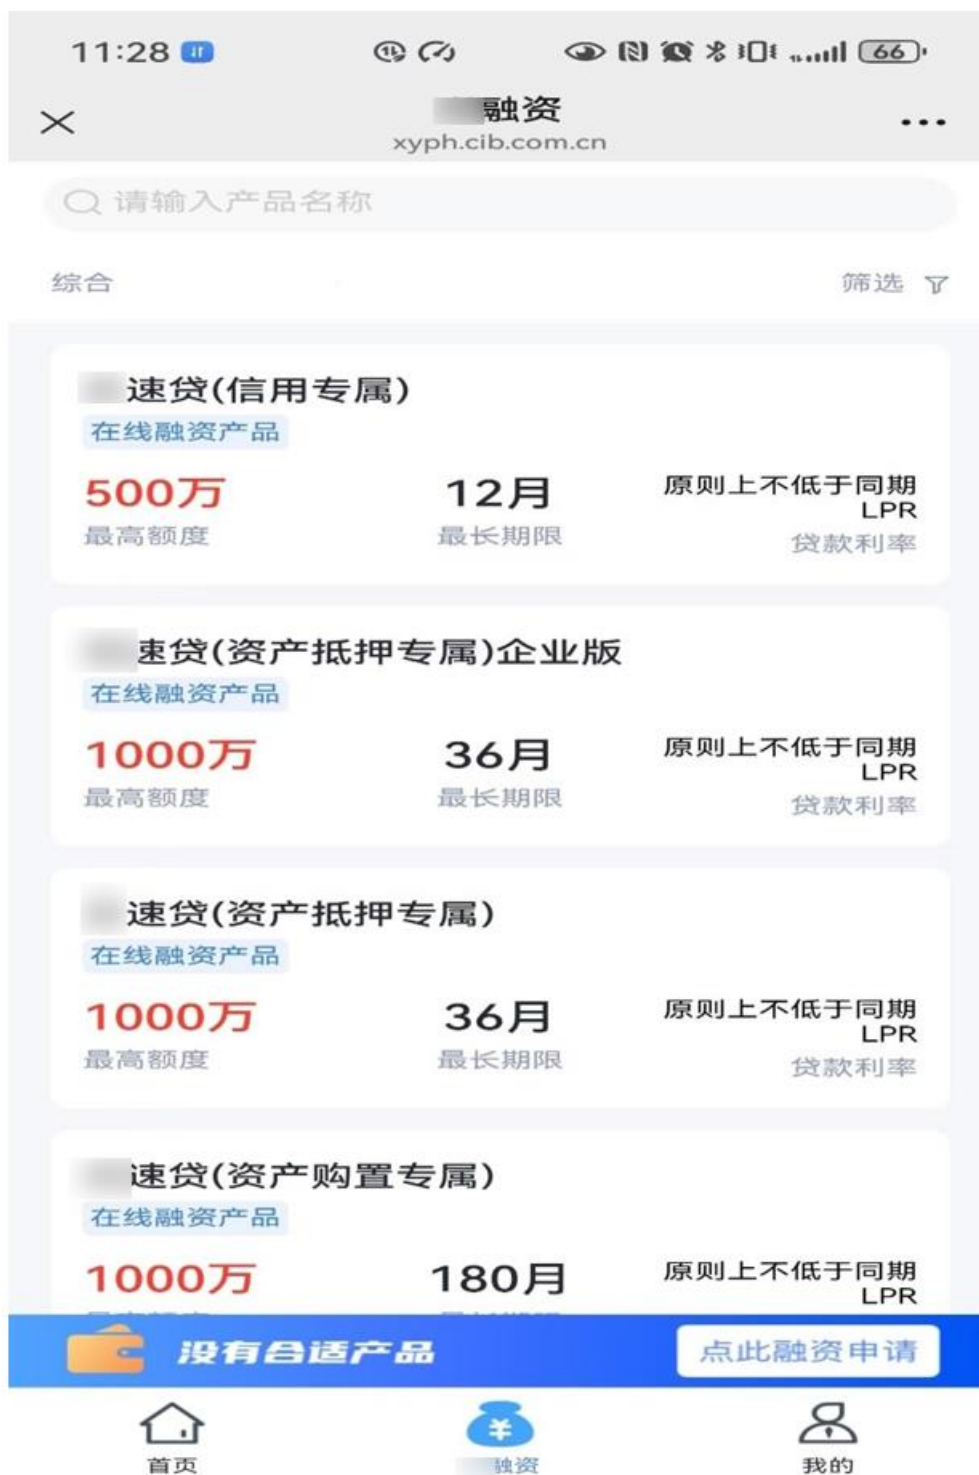 11:28
66
融资
xyph.cib.com.cn
请输入产品名称
综合 筛选
速贷(信用专属)
在线融资产品
500万 12月 原则上不低于同期
LPR
最高额度 最长期限 贷款利率
速贷(资产抵押专属)企业版
在线融资产品
1000万 36月 原则上不低于同期
LPR
最高额度 最长期限 贷款利率
速贷(资产抵押专属)
在线融资产品
1000万 36月 原则上不低于同期
LPR
最高额度 最长期限 贷款利率
速贷(资产购置专属)
在线融资产品
1000万 180月 原则上不低于同期
LPR
没有合适产品 点此融资申请
首页 融资 我的